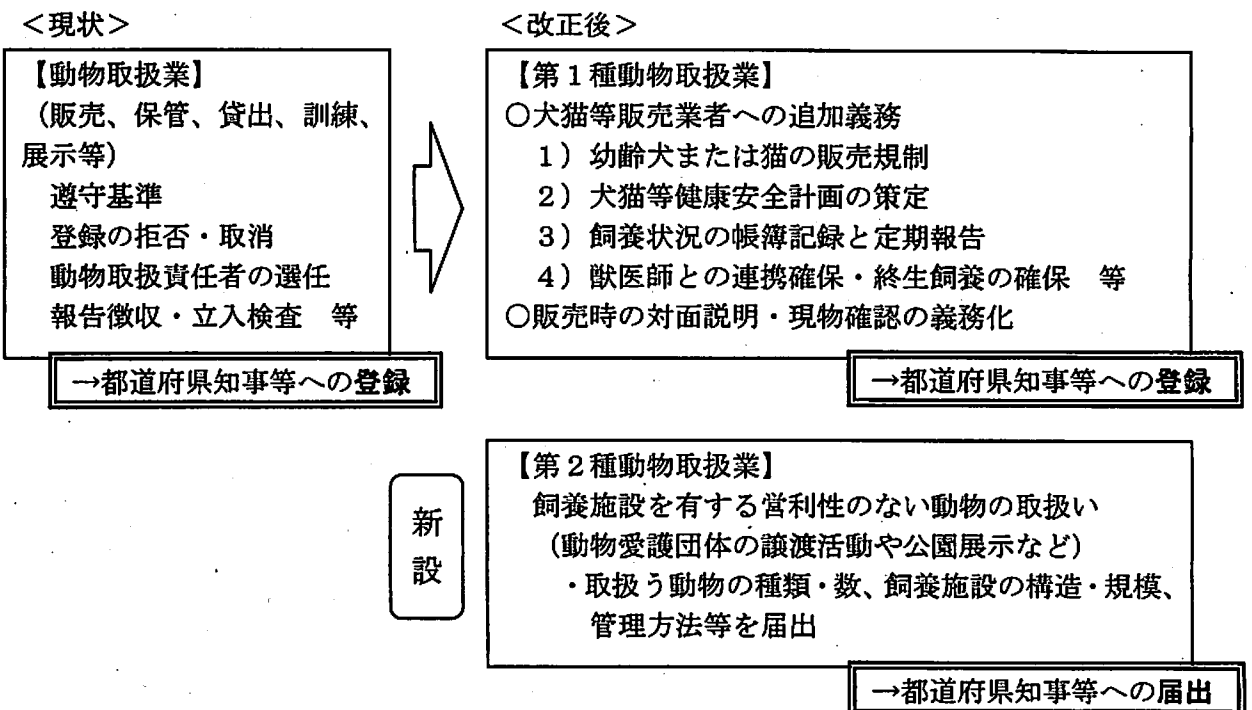 ＜現状＞
【動物取扱業】
（販売、保管、貸出、訓練、
展示等）
遵守基準
登録の拒否・取消
動物取扱責任者の選任
報告徴収・立入検査　等
→都道府県知事等への登録
＜改正後＞
【第１種動物取扱業】
○犬猫等販売業者への追加義務
１）幼齢犬または猫の販売規制
２）犬猫等健康安全計画の策定
３）飼養状況の帳簿記録と定期報告
４）獣医師との連携確保・終生飼養の確保　等
○販売時の対面説明・現物確認の義務化
→都道府県知事等への登録
新
設
【第２種動物取扱業】
飼養施設を有する営利性のない動物の取扱い
（動物愛護団体の譲渡活動や公園展示など）
・取扱う動物の種類・数、飼養施設の構造・規模、
管理方法等を届出
→都道府県知事等への届出